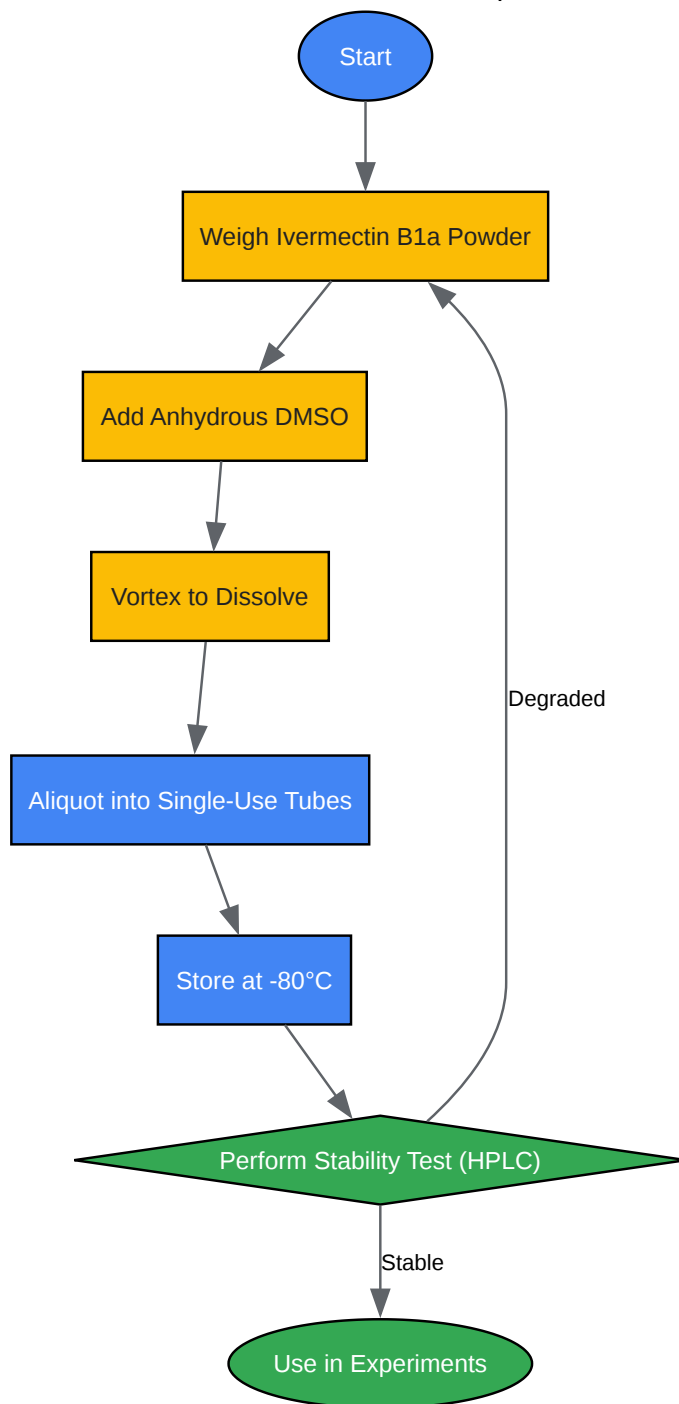 Start
Weigh Ivermectin B1a Powder
Add Anhydrous DMSO
Vortex to Dissolve
Degraded
Aliquot into Single-Use Tubes
Store at -80°C
Perform Stability Test (HPLC)
Stable
Use in Experiments